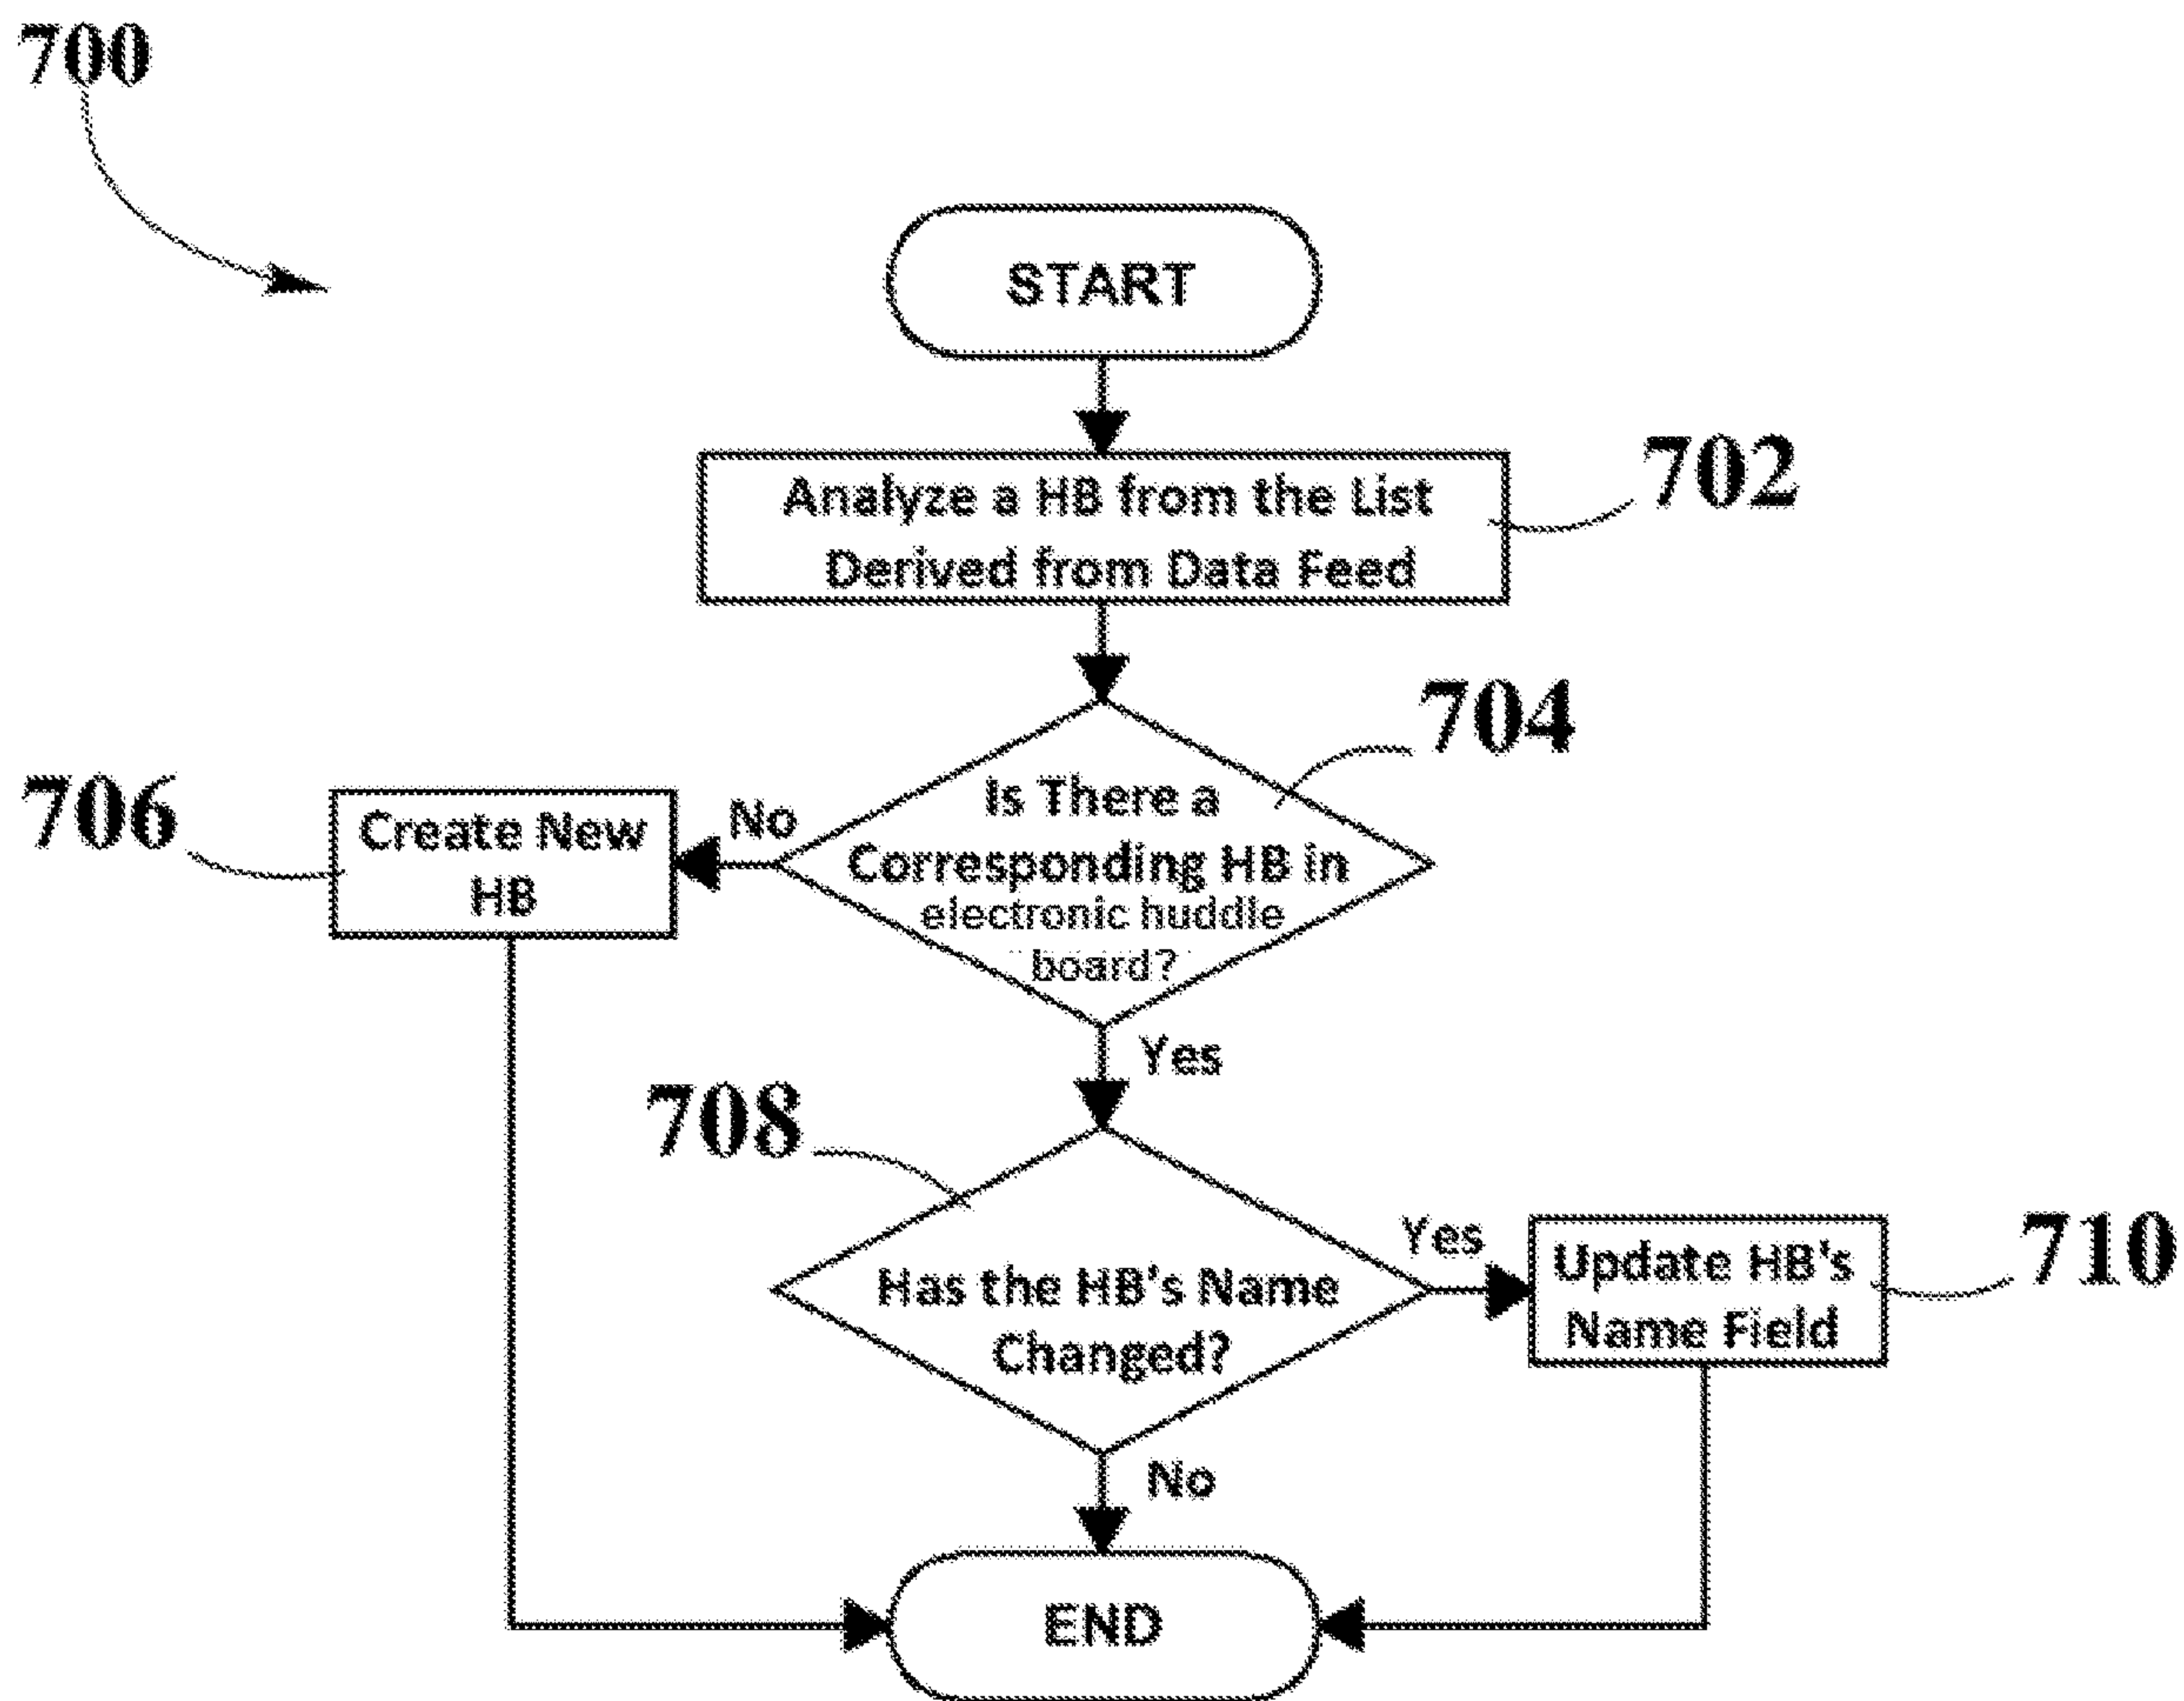 700
START
Analyze a HB from the List
Derived from Data Feed
702
704
Is There a
Corresponding HB in
electronic huddle
board?
No
706
Create New
HB
Yes
708
Has the HB's Name
Changed?
Yes
Update HB's
Name Field
710
No
END